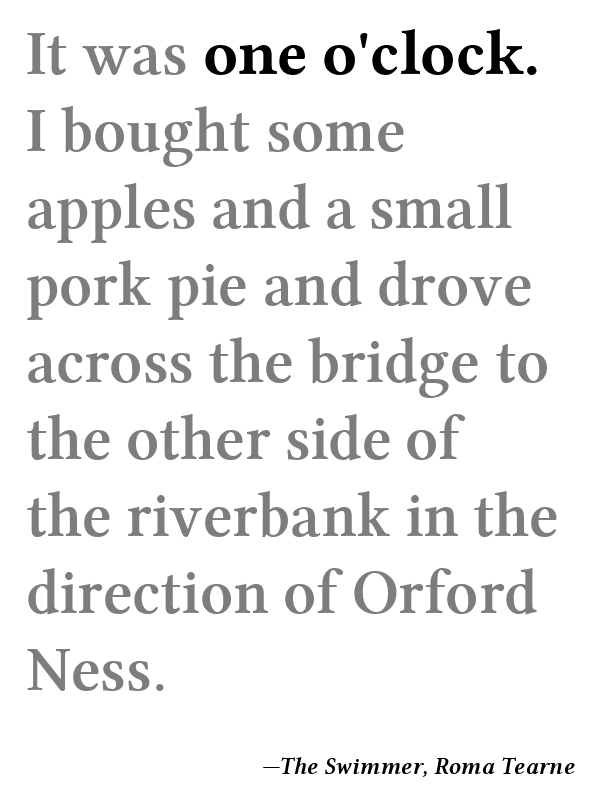 It was one o'clock.
I bought some
apples and a small
pork pie and drove
across the bridge to
the other side of
the riverbank in the
direction of Orford
Ness.
—The Swimmer, Roma Tearne